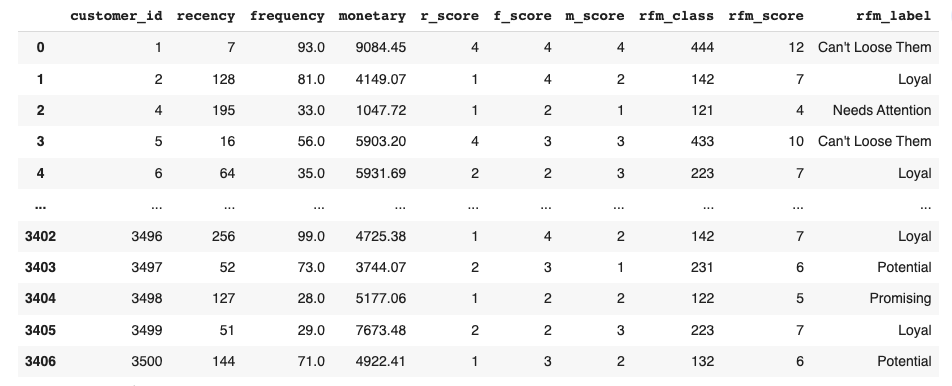 customer_id recency frequency monetary r_score f_score m_score rfm_class rfm_score rfm_label
0 1 7 93.0 9084.45 4 4 4 444 12 Can't Loose Them
1 2 128 81.0 4149.07 1 4 2 142 7 Loyal
2 4 195 33.0 1047.72 1 2 1 121 4 Needs Attention
3 5 16 56.0 5903.20 4 3 3 433 10 Can't Loose Them
4 6 64 35.0 5931.69 2 2 3 223 7 Loyal
... ... ... ... ... ... ... ... ... ... ...
3402 3496 256 99.0 4725.38 1 4 2 142 7 Loyal
3403 3497 52 73.0 3744.07 2 3 1 231 6 Potential
3404 3498 127 28.0 5177.06 1 2 2 122 5 Promising
3405 3499 51 29.0 7673.48 2 2 3 223 7 Loyal
3406 3500 144 71.0 4922.41 1 3 2 132 6 Potential